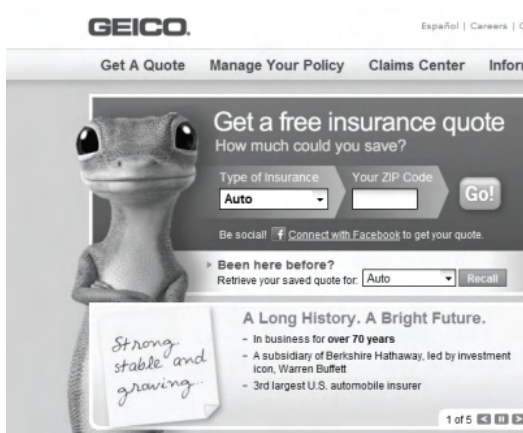 GEICO.
Español | Careers |
Get A Quote Manage Your Policy Claims Center
Get a free insurance quote
How much could you save?
Type of Insurance Your ZIP Code
Auto
Go!
Be social! f Connect with Facebook to get your quote.
Been here before?
Retrieve your saved quote for: Auto Recall
A Long History. A Bright Future.
- In business for over 70 years
- A subsidiary of Berkshire Hathaway, led by investment
icon, Warren Buffett
- 3rd largest U.S. automobile insurer
Strong.
stable and
growing...
1 of 5